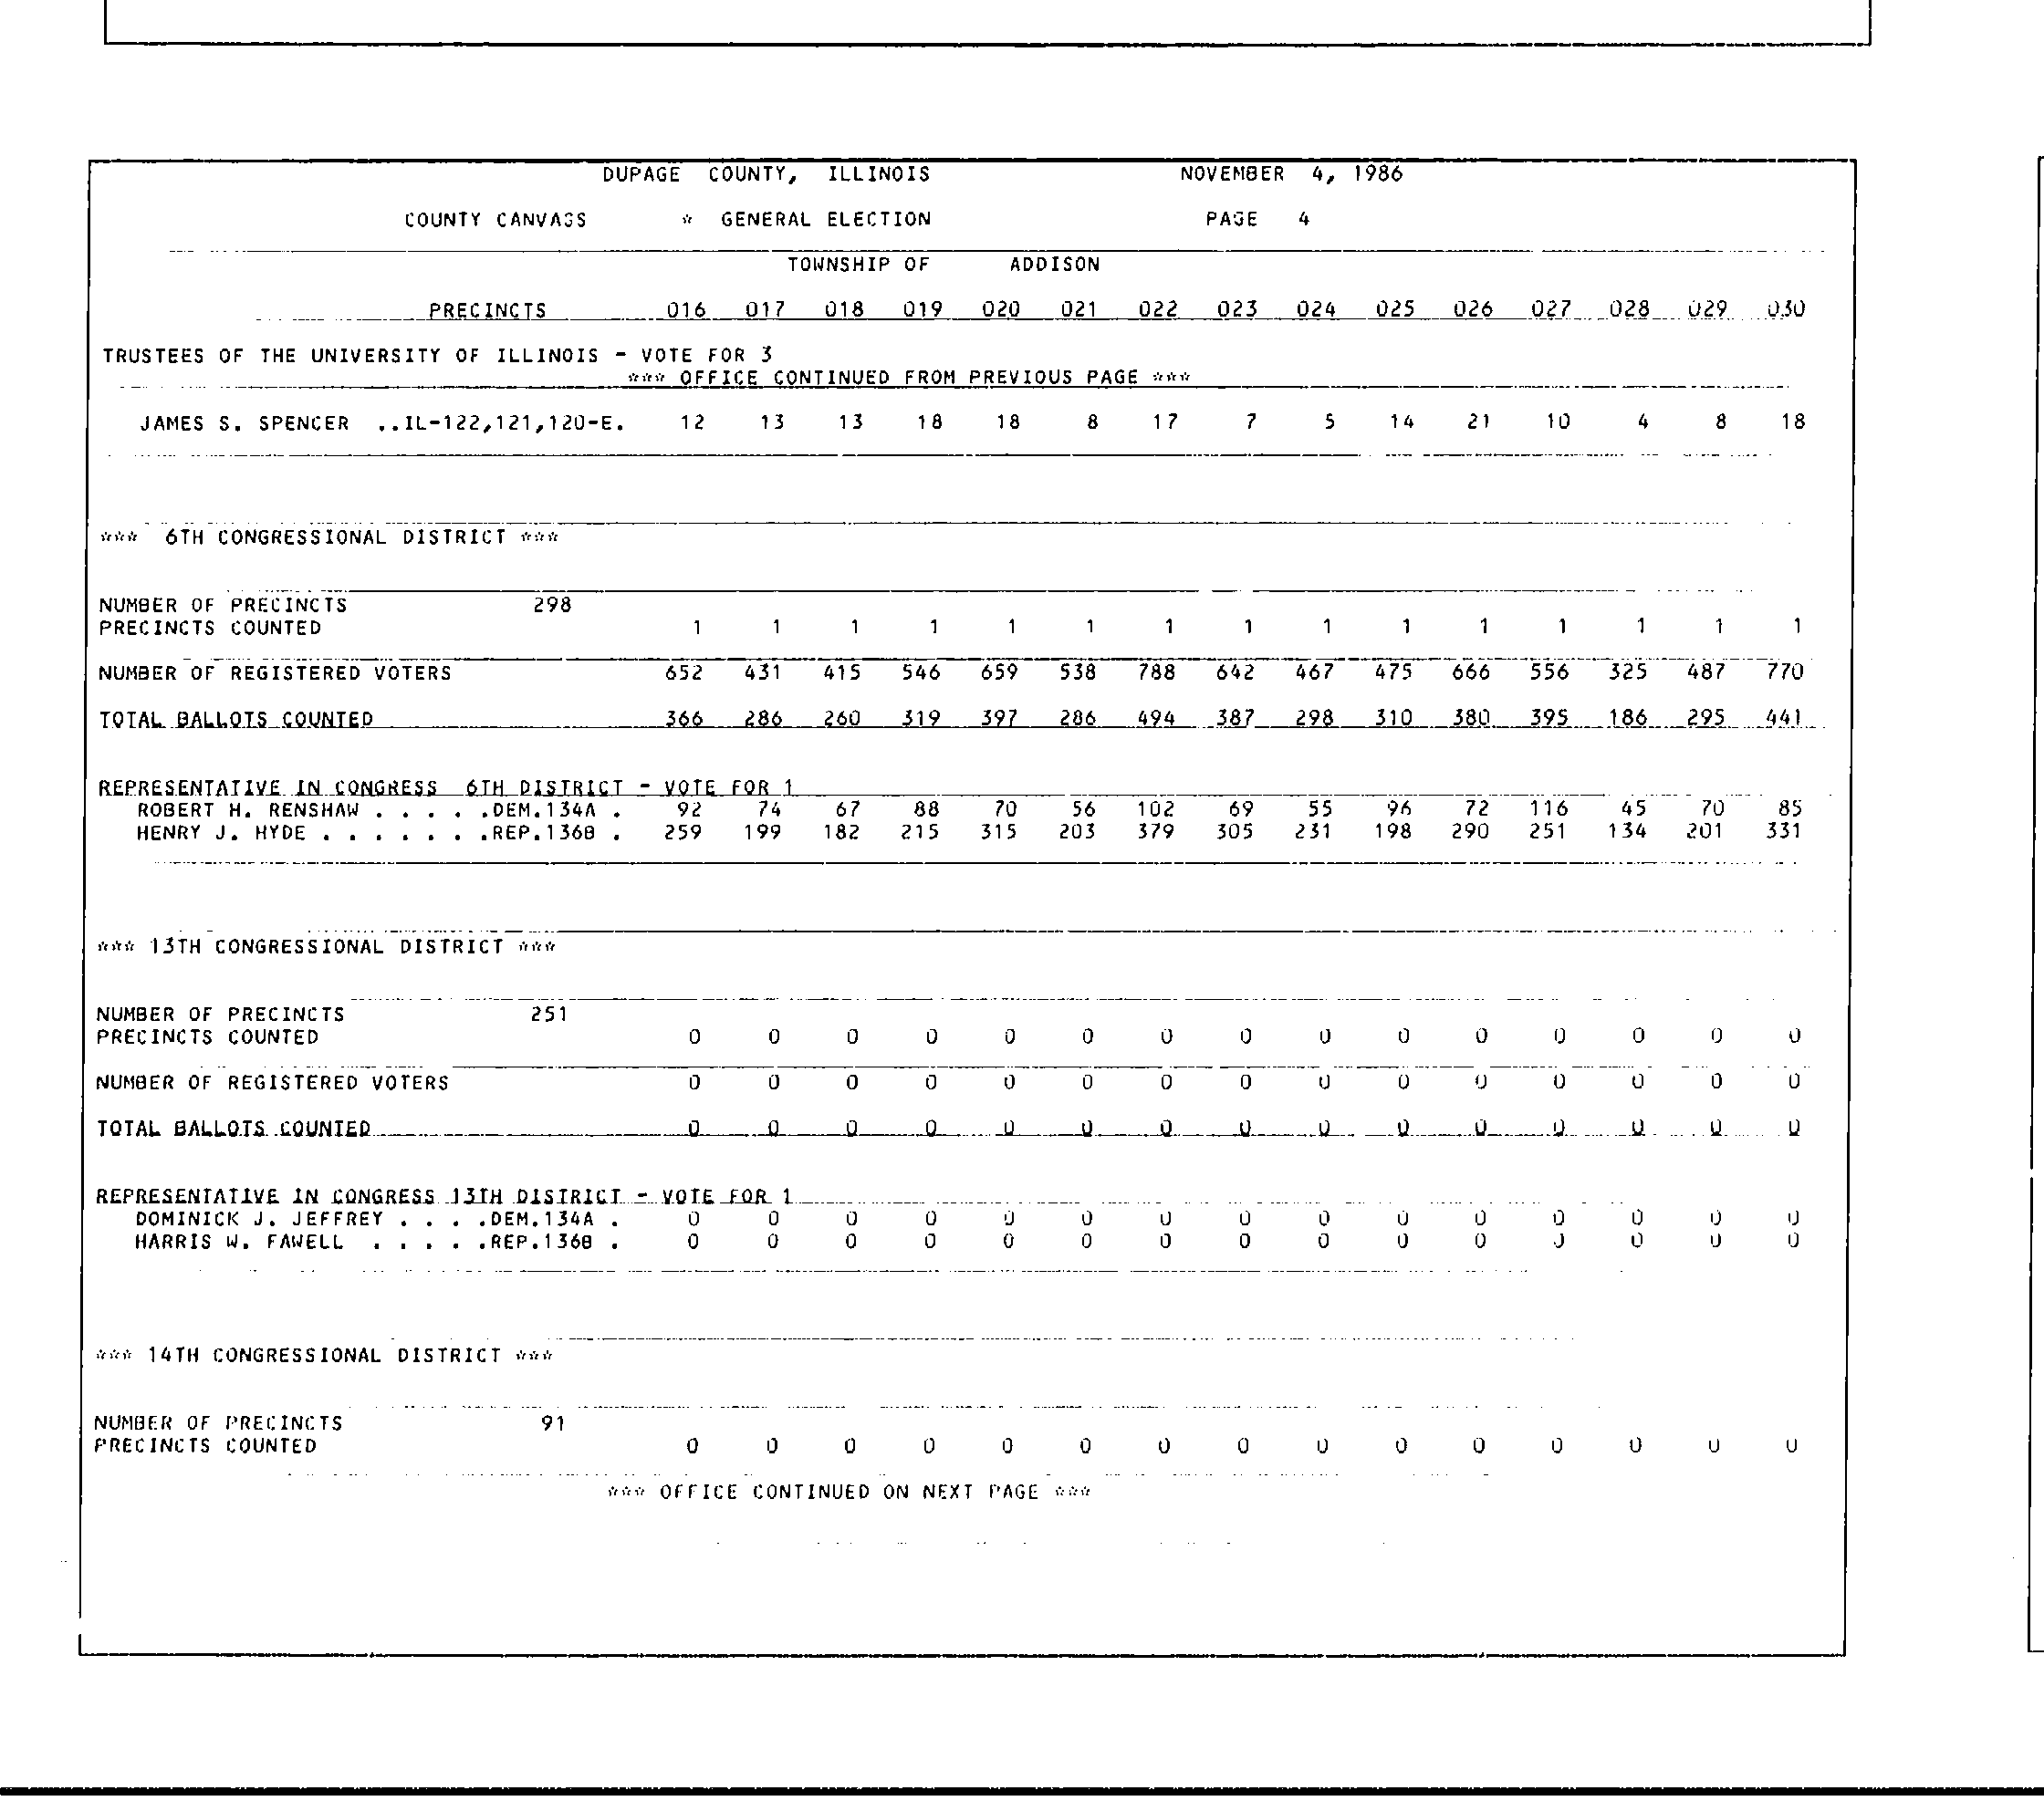 DUPAGE COUNTY, ILLINOIS NOVEMBER 4, 1986
COUNTY CANVASS * GENERAL ELECTION PAGE 4
TOWNSHIP OF ADDISON
PRECINCTS 016 017 018 019 020 021 022 023 024 025 026 027 028 029 030
TRUSTEES OF THE UNIVERSITY OF ILLINOIS - VOTE FOR 3
*** OFFICE CONTINUED FROM PREVIOUS PAGE ***
JAMES S. SPENCER ..IL-122,121,120-E. 12 13 13 18 18 8 17 7 5 14 21 10 4 8 18
*** 6TH CONGRESSIONAL DISTRICT ***
NUMBER OF PRECINCTS 298
PRECINCTS COUNTED 1 1 1 1 1 1 1 1 1 1 1 1 1 1 1
NUMBER OF REGISTERED VOTERS 652 431 415 546 659 538 788 642 467 475 666 556 325 487 770
TOTAL BALLOTS COUNTED 366 286 260 319 397 286 494 387 298 310 380 395 186 295 441
REPRESENTATIVE IN CONGRESS 6TH DISTRICT - VOTE FOR 1
ROBERT H. RENSHAW . . . . .DEM.134A . 92 74 67 88 70 56 102 69 55 96 72 116 45 70 85
HENRY J. HYDE . . . . . . .REP.136B . 259 199 182 215 315 203 379 305 231 198 290 251 134 201 331
*** 13TH CONGRESSIONAL DISTRICT ***
NUMBER OF PRECINCTS 251
PRECINCTS COUNTED 0 0 0 0 0 0 0 0 0 0 0 0 0 0 0
NUMBER OF REGISTERED VOTERS 0 0 0 0 0 0 0 0 0 0 0 0 0 0 0
TOTAL BALLOTS COUNTED 0 0 0 0 0 0 0 0 0 0 0 0 0 0 0
REPRESENTATIVE IN CONGRESS 13TH DISTRICT - VOTE FOR 1
DOMINICK J. JEFFREY . . . .DEM.134A . 0 0 0 0 0 0 0 0 0 0 0 0 0 0 0
HARRIS W. FAWELL . . . . .REP.136B . 0 0 0 0 0 0 0 0 0 0 0 0 0 0 0
*** 14TH CONGRESSIONAL DISTRICT ***
NUMBER OF PRECINCTS 91
PRECINCTS COUNTED 0 0 0 0 0 0 0 0 0 0 0 0 0 0 0
*** OFFICE CONTINUED ON NEXT PAGE ***